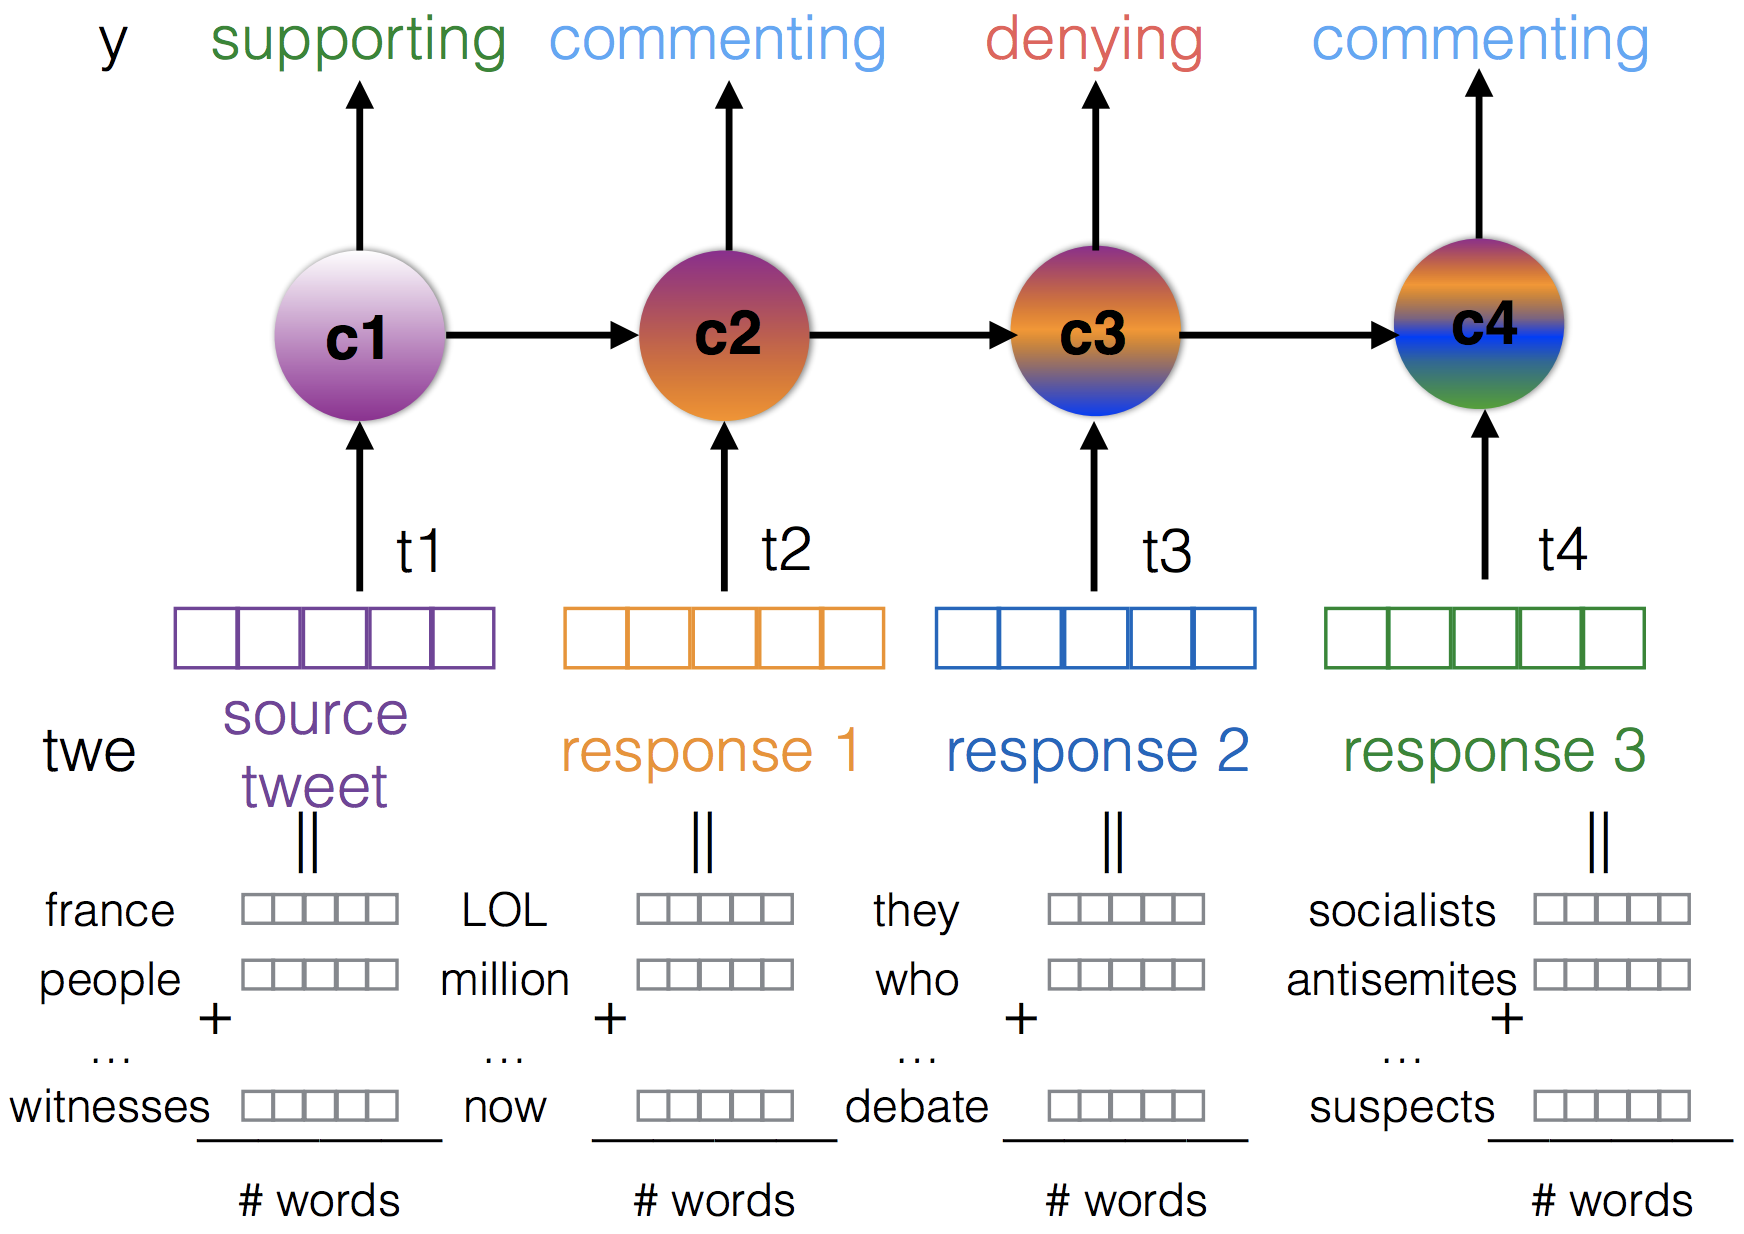 y supporting commenting denying commenting
c1 c2 c3 c4
t1 t2 t3 t4
source
twe response 1 response 2 response 3
tweet
|| || || ||
france LOL they socialists
people million who antisemites
+ + + +
... ... ... ...
witnesses now debate suspects
# words # words # words # words